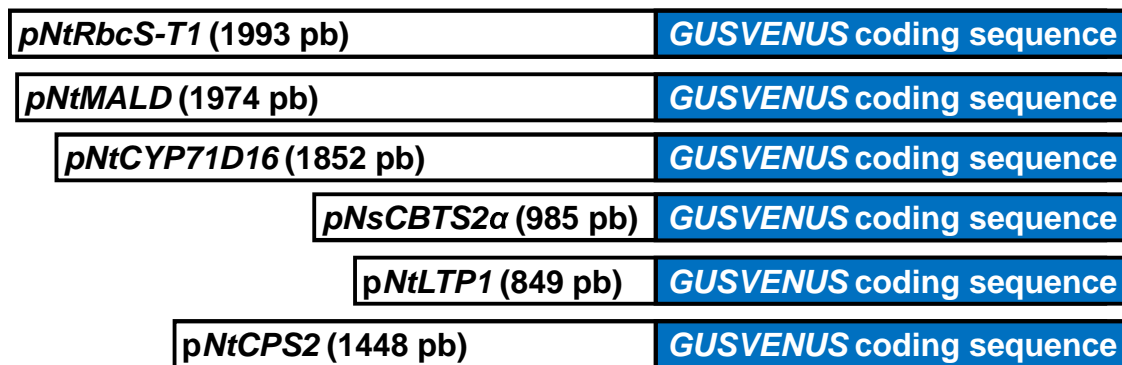 pNtRbcS-T1 (1993 pb) GUSVENUS coding sequence
pNtMALD (1974 pb) GUSVENUS coding sequence
pNtCYP71D16 (1852 pb) GUSVENUS coding sequence
pNsCBTS2α (985 pb) GUSVENUS coding sequence
pNtLTP1 (849 pb) GUSVENUS coding sequence
pNtCPS2 (1448 pb) GUSVENUS coding sequence